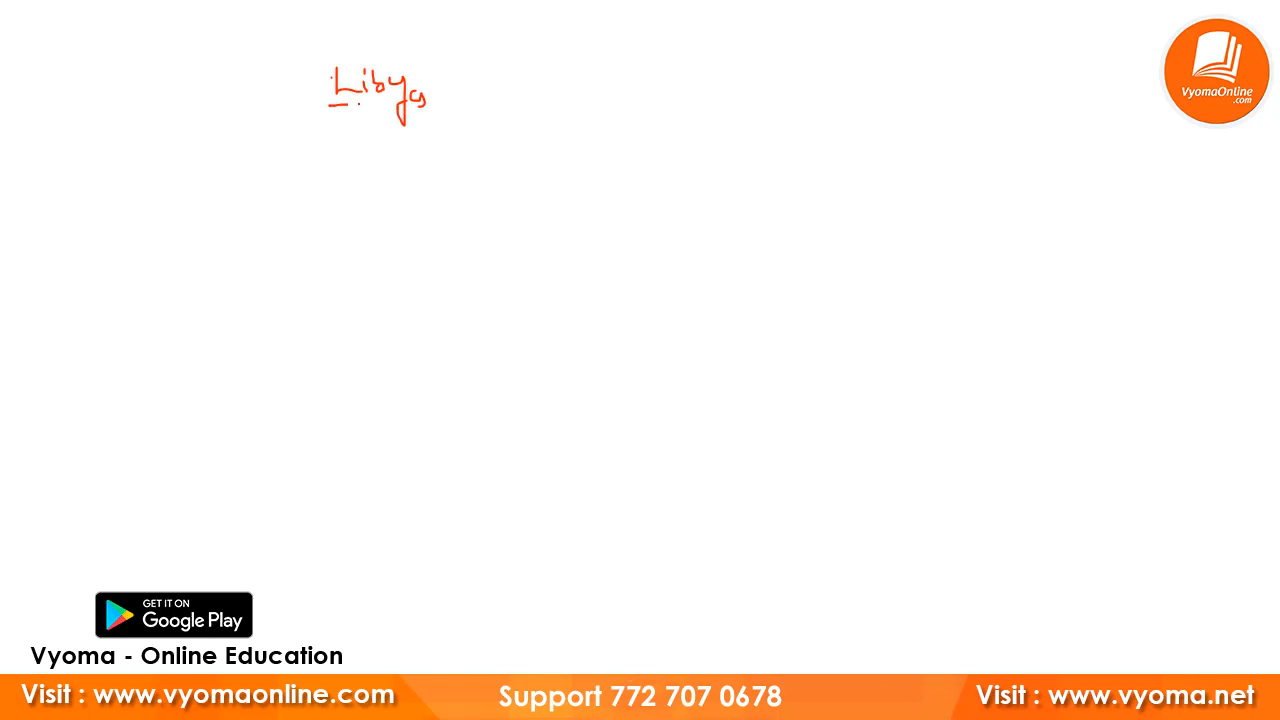 Libya
VyomaOnline
.com
GET IT ON
Google Play
Vyoma - Online Education
Visit : www.vyomaonline.com
Support 772 707 0678
Visit : www.vyoma.net